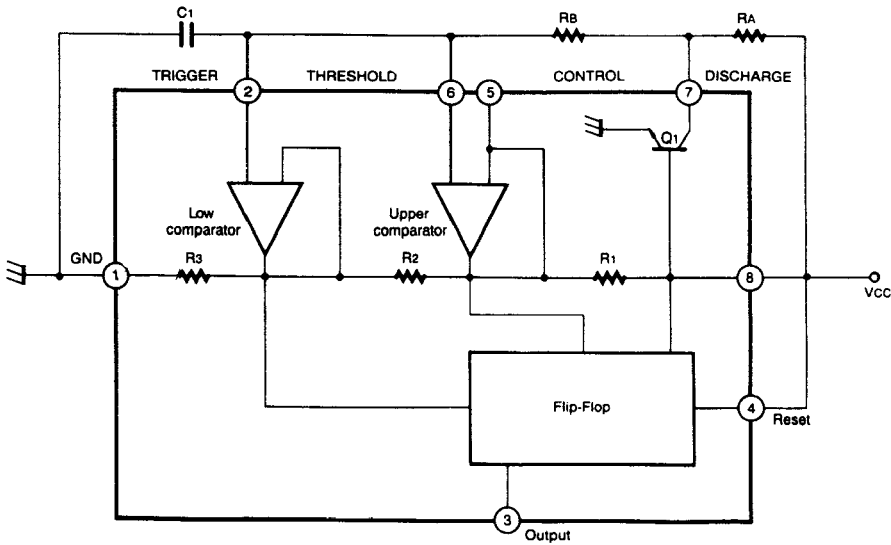 C1
RB
RA
TRIGGER
THRESHOLD
CONTROL
DISCHARGE
2
6
5
7
Q1
Low
comparator
Upper
comparator
GND
R3
R2
R1
1
8
VCC
Flip-Flop
4
Reset
3
Output